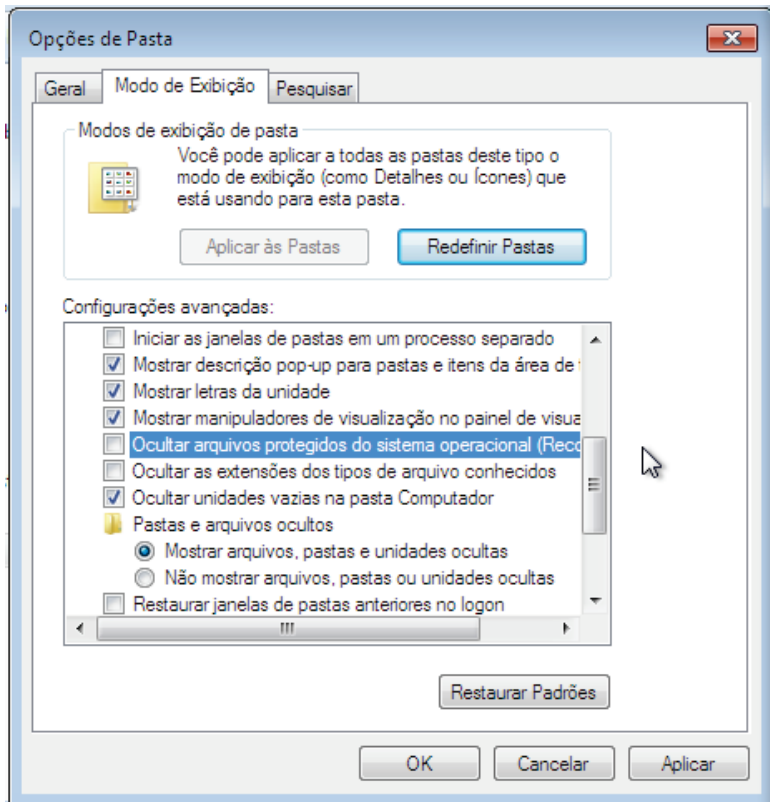 Opções de Pasta
Geral
Modo de Exibição
Pesquisar
Modos de exibição de pasta
Você pode aplicar a todas as pastas deste tipo o
modo de exibição (como Detalhes ou Ícones) que
está usando para esta pasta.
Aplicar às Pastas
Redefinir Pastas
Configurações avançadas:
Iniciar as janelas de pastas em um processo separado
Mostrar descrição pop-up para pastas e itens da área de
Mostrar letras da unidade
Mostrar manipuladores de visualização no painel de visua
Ocultar arquivos protegidos do sistema operacional (Reco
Ocultar as extensões dos tipos de arquivo conhecidos
Ocultar unidades vazias na pasta Computador
Pastas e arquivos ocultos
Mostrar arquivos, pastas e unidades ocultas
Não mostrar arquivos, pastas ou unidades ocultas
Restaurar janelas de pastas anteriores no logon
Restaurar Padrões
OK
Cancelar
Aplicar